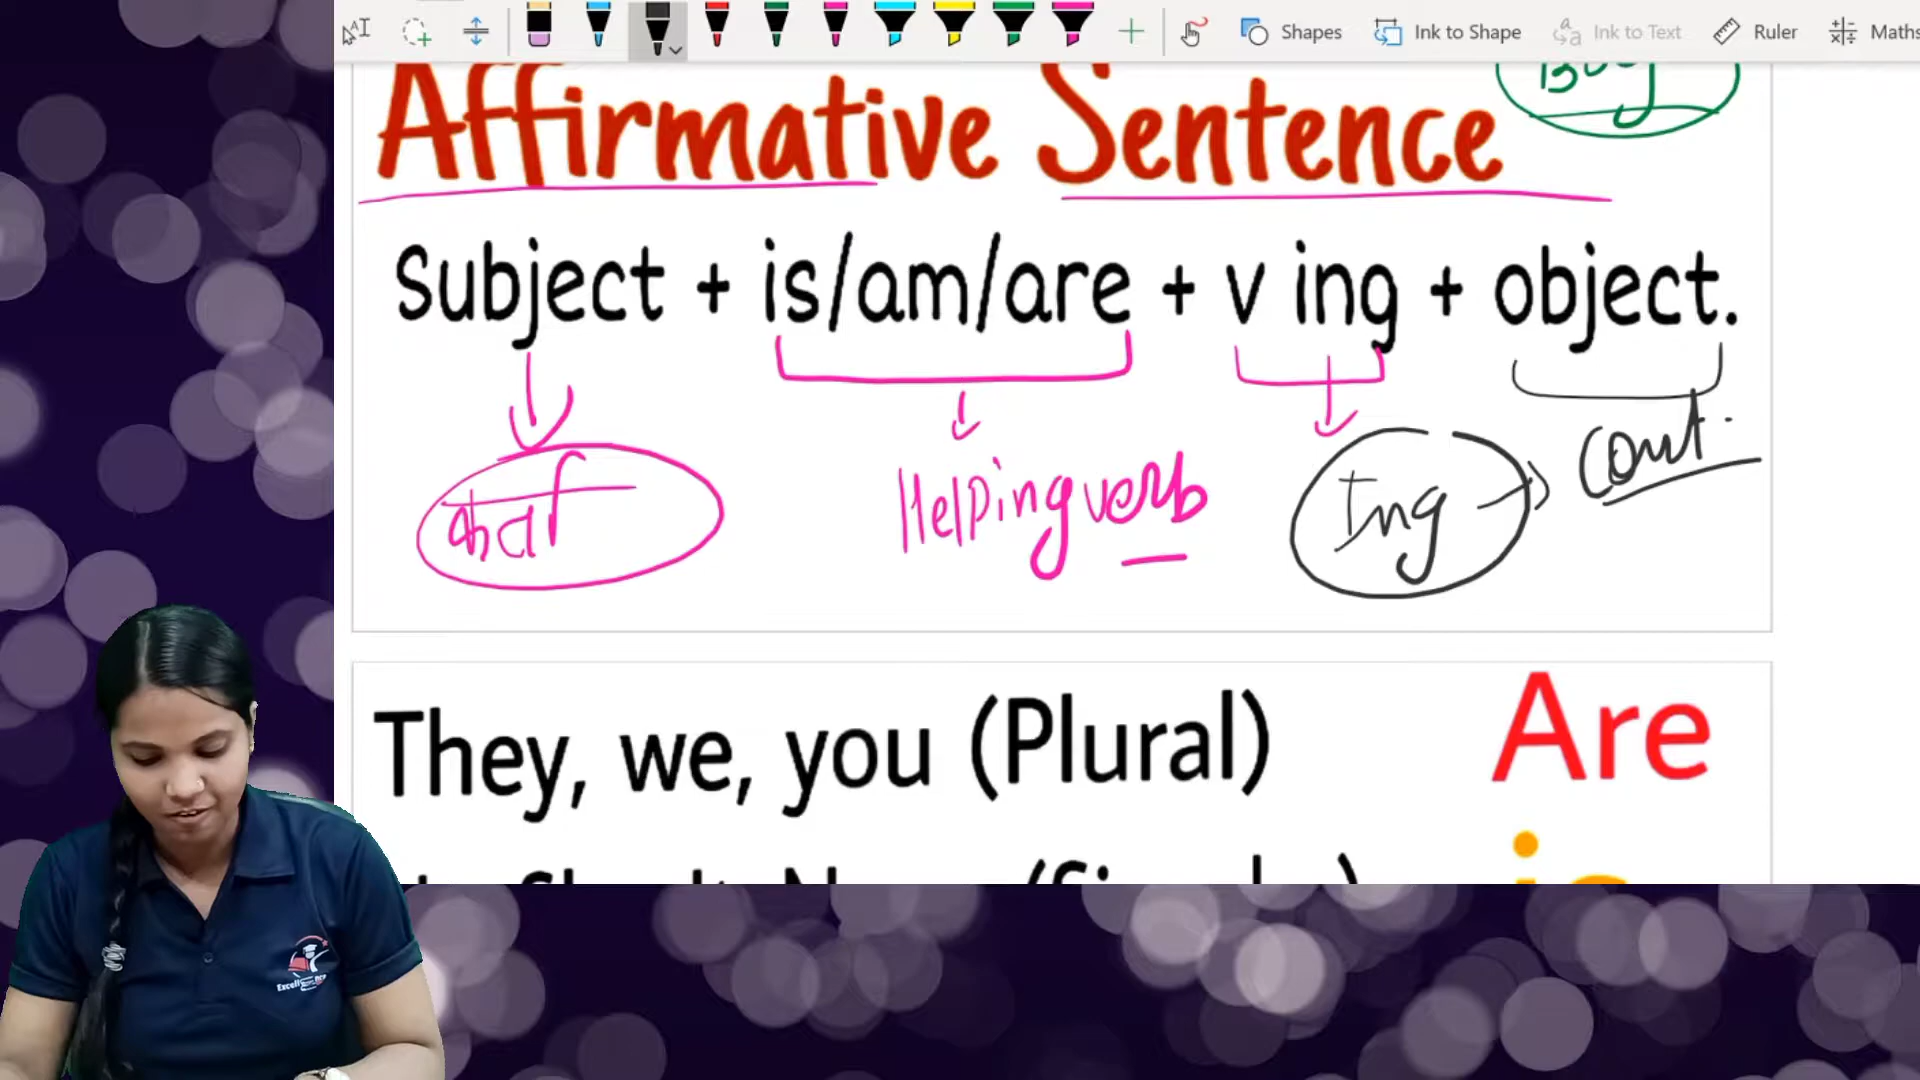 Shapes Ink to Shape Ink to Text Ruler Maths
Affirmative Sentence
Subject + is/am/are + v ing + object.
कर्ता Helping verb Ing → Cont.
They, we, you (Plural) Are